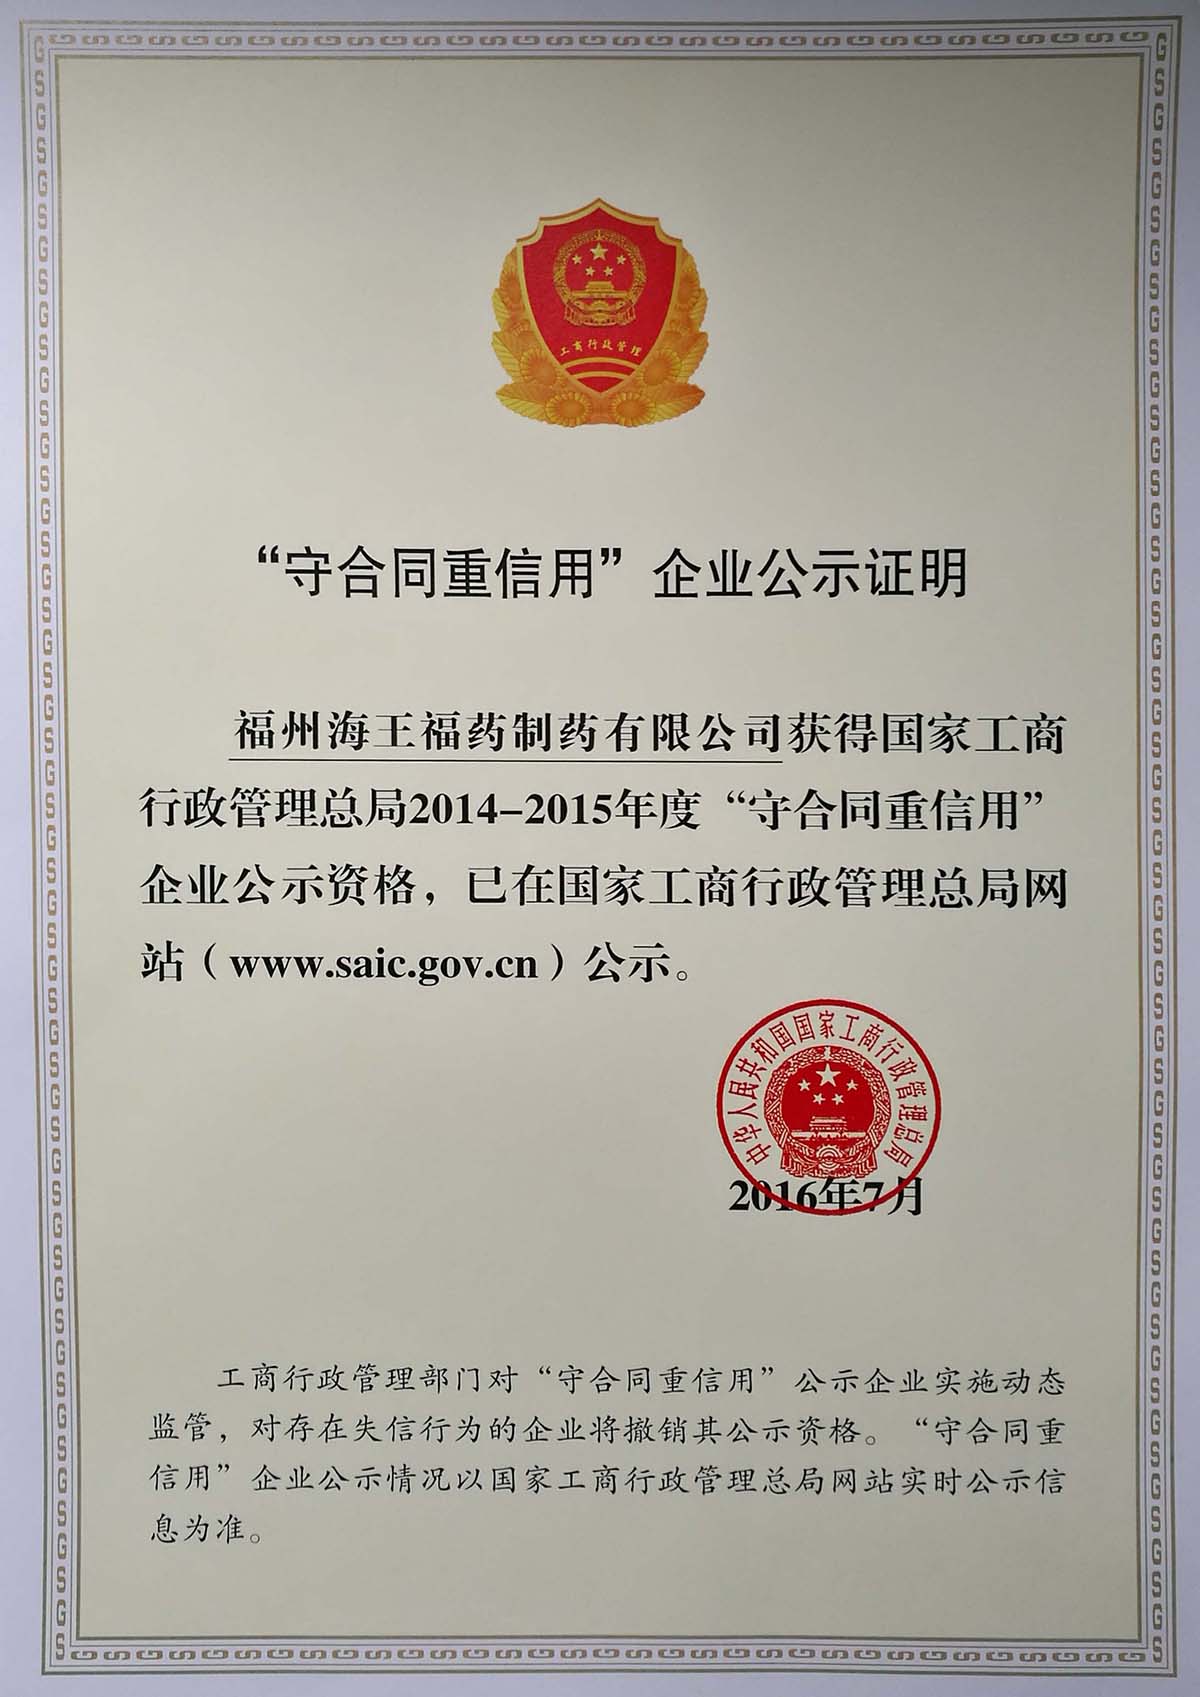 工商行政管理
“守合同重信用”企业公示证明
福州海王福药制药有限公司获得国家工商
行政管理总局2014-2015年度“守合同重信用”
企业公示资格，已在国家工商行政管理总局网
站（www.saic.gov.cn）公示。
中华人民共和国国家工商行政管理总局
2016年7月
工商行政管理部门对“守合同重信用”公示企业实施动态
监管，对存在失信行为的企业将撤销其公示资格。“守合同重
信用”企业公示情况以国家工商行政管理总局网站实时公示信
息为准。